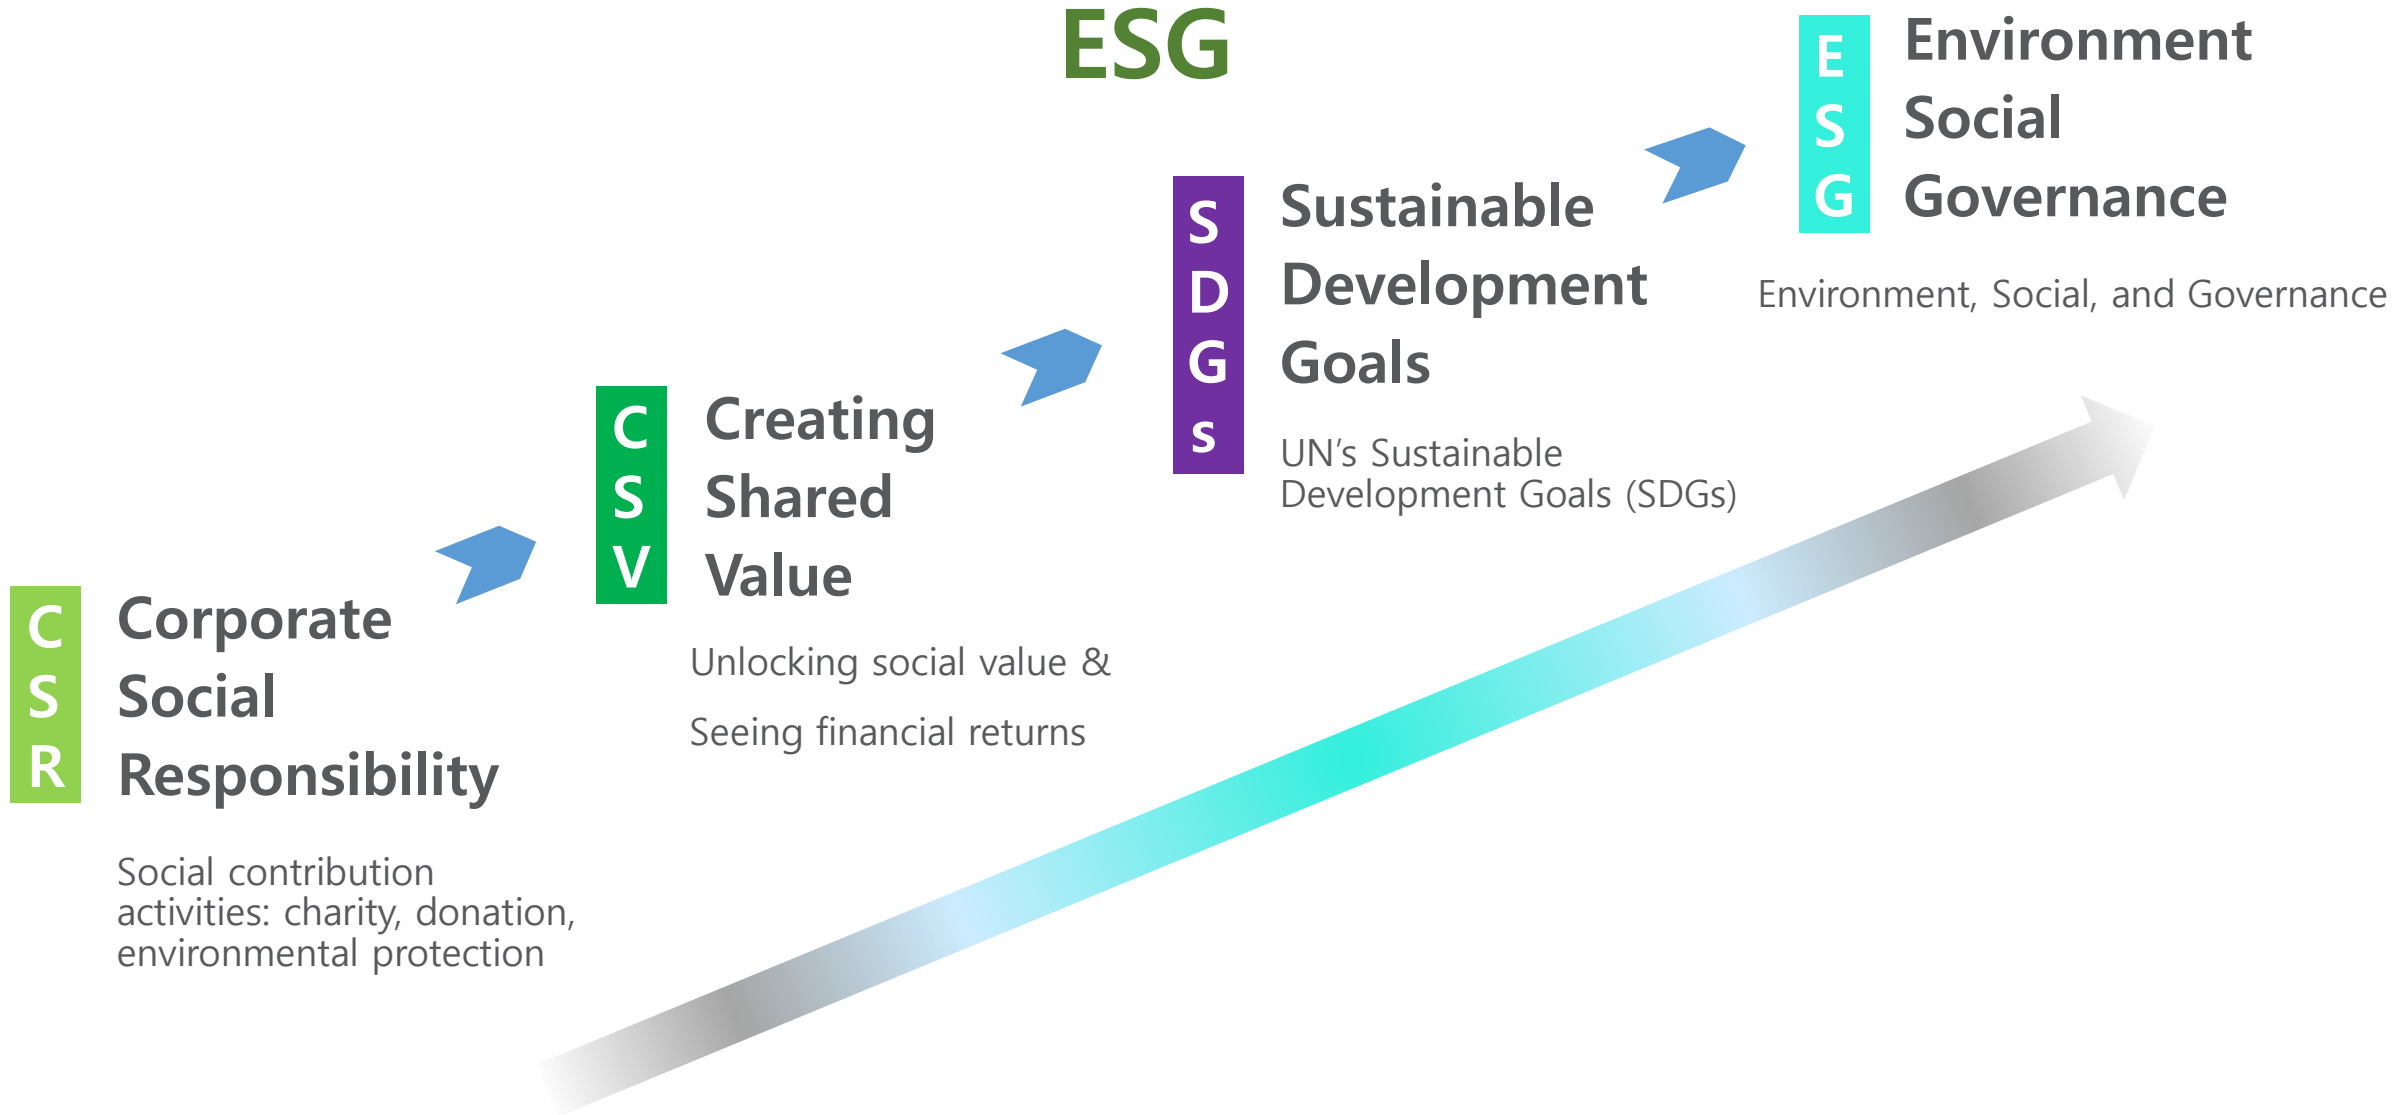 ESG
C
S
R
Corporate
Social
Responsibility
Social contribution
activities: charity, donation,
environmental protection
C
S
V
Creating
Shared
Value
Unlocking social value &
Seeing financial returns
S
D
G
s
Sustainable
Development
Goals
UN’s Sustainable
Development Goals (SDGs)
E
S
G
Environment
Social
Governance
Environment, Social, and Governance